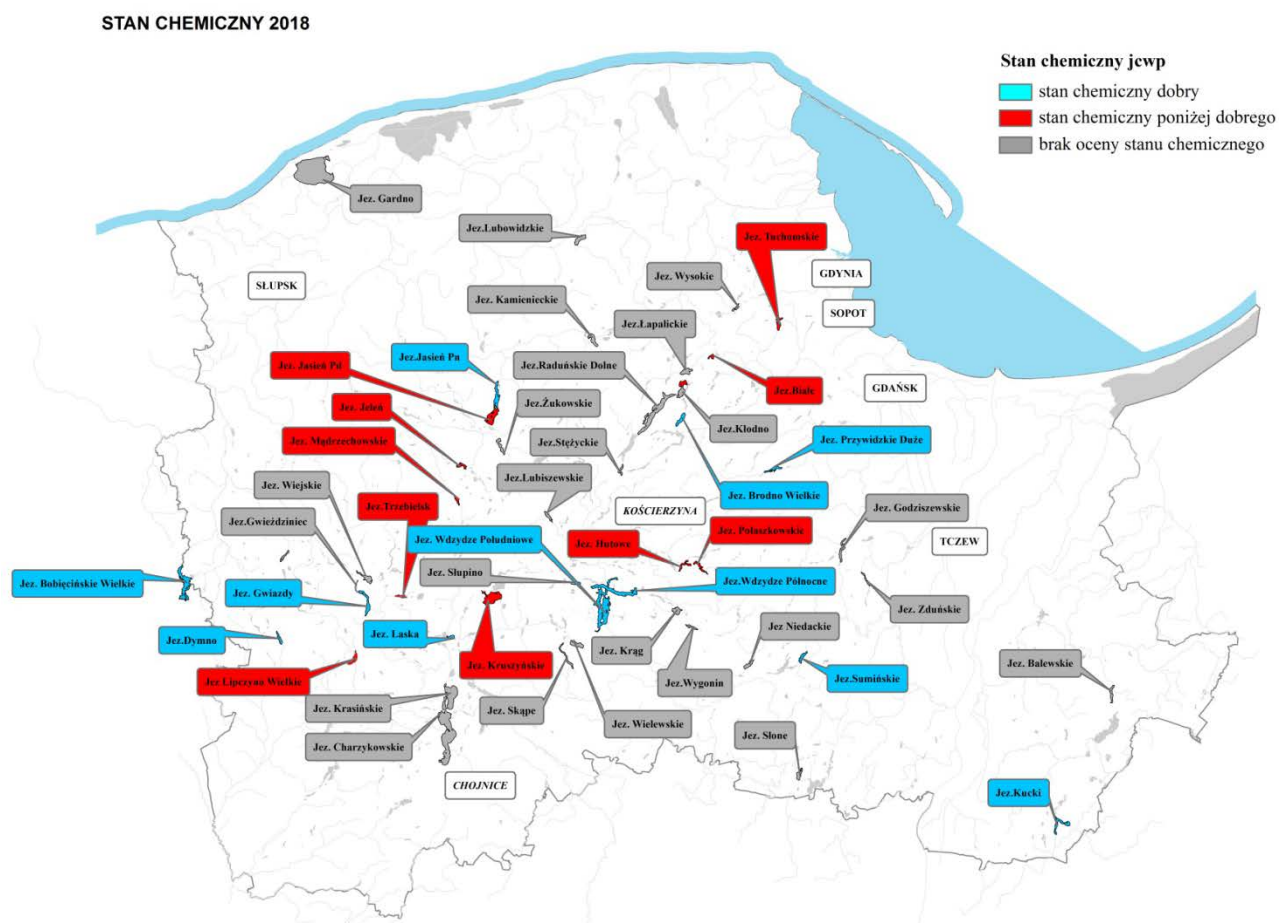 STAN CHEMICZNY 2018
Stan chemiczny jcwp
stan chemiczny dobry
stan chemiczny poniżej dobrego
brak oceny stanu chemicznego
Jez. Gardno
Jez.Lubowidzkie
Jez. Tuchomskie
Jez. Wysokie
GDYNIA
SŁUPSK
Jez. Kamienieckie
SOPOT
Jez.Łapalickie
Jez.Jasień Pn
Jez. Jasień Pd
Jez.Raduńskie Dolne
Jez.Białe
GDAŃSK
Jez. Jeleń
Jez.Żukowskie
Jez.Kłodno
Jez. Mądrzechowskie
Jez.Stężyckie
Jez. Przywidzkie Duże
Jez. Wiejskie
Jez.Lubiszewskie
Jez. Brodno Wielkie
Jez.Trzebielsk
KOŚCIERZYNA
Jez. Godziszewskie
Jez.Gwieździniec
Jez. Wdzydze Południowe
Jez. Hutowe
Jez. Połaszkowskie
TCZEW
Jez. Bobięcińskie Wielkie
Jez. Gwiazdy
Jez. Słupino
Jez.Wdzydze Północne
Jez. Zduńskie
Jez.Dymno
Jez. Laska
Jez. Kruszyńskie
Jez. Krąg
Jez Niedackie
Jez. Balewskie
Jez Lipczyno Wielkie
Jez.Wygonin
Jez.Sumińskie
Jez. Krasińskie
Jez. Skąpe
Jez. Wielewskie
Jez. Charzykowskie
Jez. Słone
CHOJNICE
Jez.Kucki